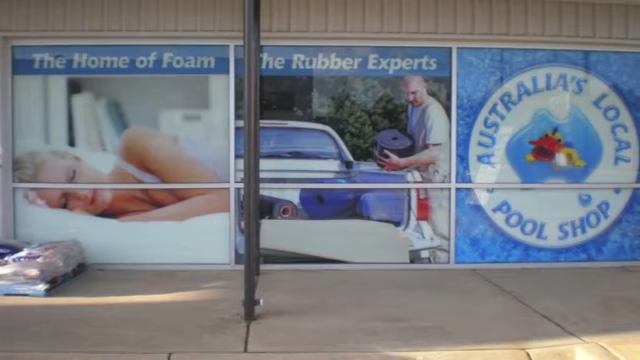 The Home of Foam
The Rubber Experts
AUSTRALIA'S LOCAL
POOL SHOP